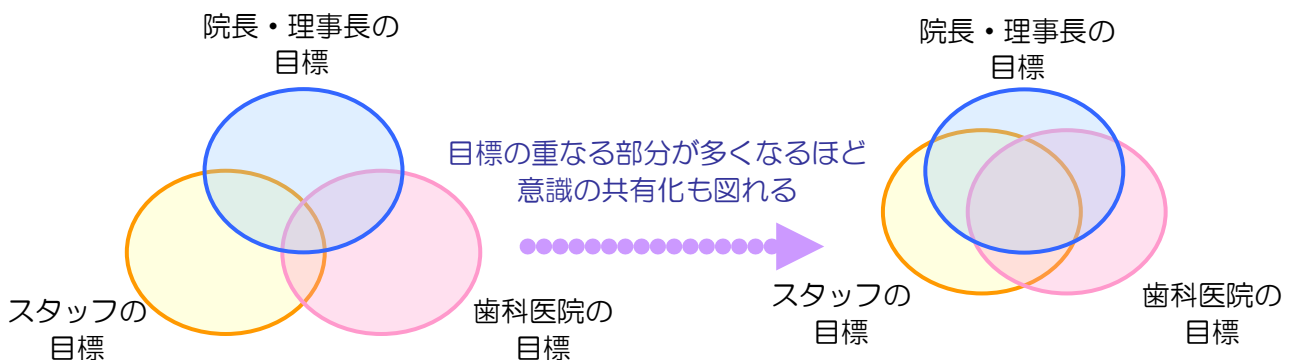 院長・理事長の
目標
スタッフの
目標
歯科医院の
目標
目標の重なる部分が多くなるほど
意識の共有化も図れる
院長・理事長の
目標
スタッフの
目標
歯科医院の
目標